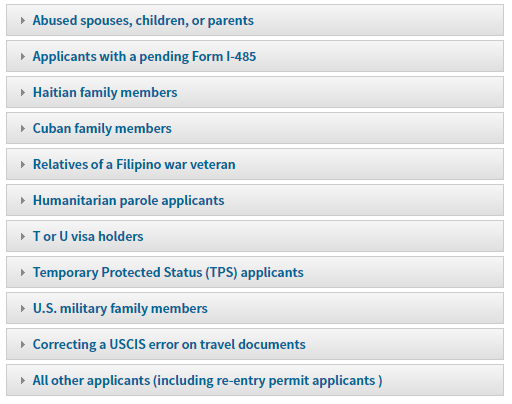 Abused spouses, children, or parents
Applicants with a pending Form I-485
Haitian family members
Cuban family members
Relatives of a Filipino war veteran
Humanitarian parole applicants
T or U visa holders
Temporary Protected Status (TPS) applicants
U.S. military family members
Correcting a USCIS error on travel documents
All other applicants (including re-entry permit applicants )